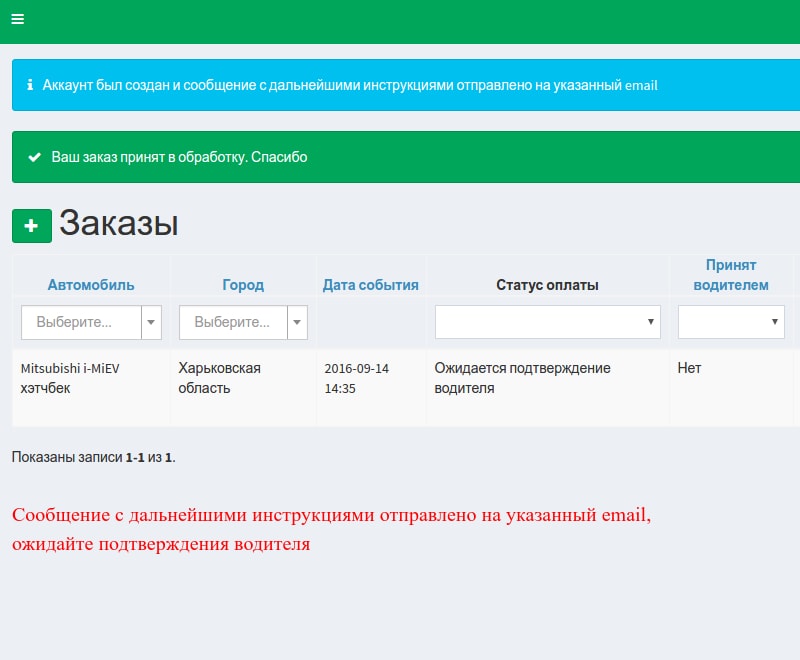 Аккаунт был создан и сообщение с дальнейшими инструкциями отправлено на указанный email
Ваш заказ принят в обработку. Спасибо
Заказы
Автомобиль Город Дата события Статус оплаты Принят водителем
Выберите... Выберите...
Mitsubishi i-MiEV Харьковская 2016-09-14 Ожидается подтверждение Нет
хэтчбек область 14:35 водителя
Показаны записи 1-1 из 1.
Сообщение с дальнейшими инструкциями отправлено на указанный email,
ожидайте подтверждения водителя